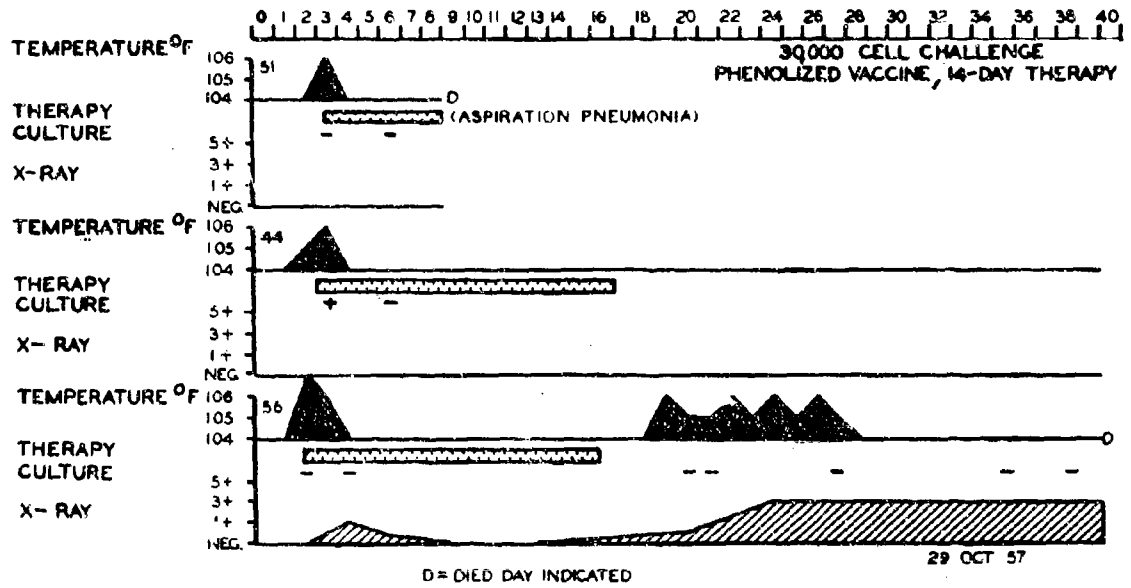 0 1 2 3 4 5 6 7 8 9 10 11 12 13 14 16 18 20 22 24 26 28 30 32 34 36 38 40
TEMPERATURE °F
30,000 CELL CHALLENGE
PHENOLIZED VACCINE, 14-DAY THERAPY
106
51
105
104
D
THERAPY
(ASPIRATION PNEUMONIA)
CULTURE
- -
5+
X-RAY
3+
1+
NEG.
TEMPERATURE °F
106
44
105
104
THERAPY
CULTURE
+ -
5+
X-RAY
3+
1+
NEG.
TEMPERATURE °F
106
56
105
104
D
THERAPY
CULTURE
- - - - - - -
5+
X-RAY
3+
1+
NEG.
29 OCT 57
D = DIED DAY INDICATED